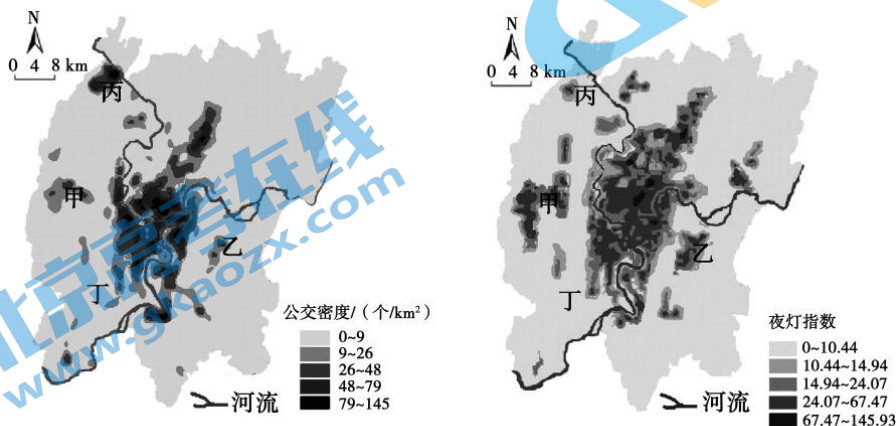 N
0 4 8 km
丙
甲
乙
丁
公交密度/（个/km²）
0~9
9~26
26~48
48~79
79~145
河流
N
0 4 8 km
丙
甲
乙
丁
夜灯指数
0~10.44
10.44~14.94
14.94~24.07
24.07~67.47
67.47~145.93
河流
北京高考在线
www.gkaozx.com